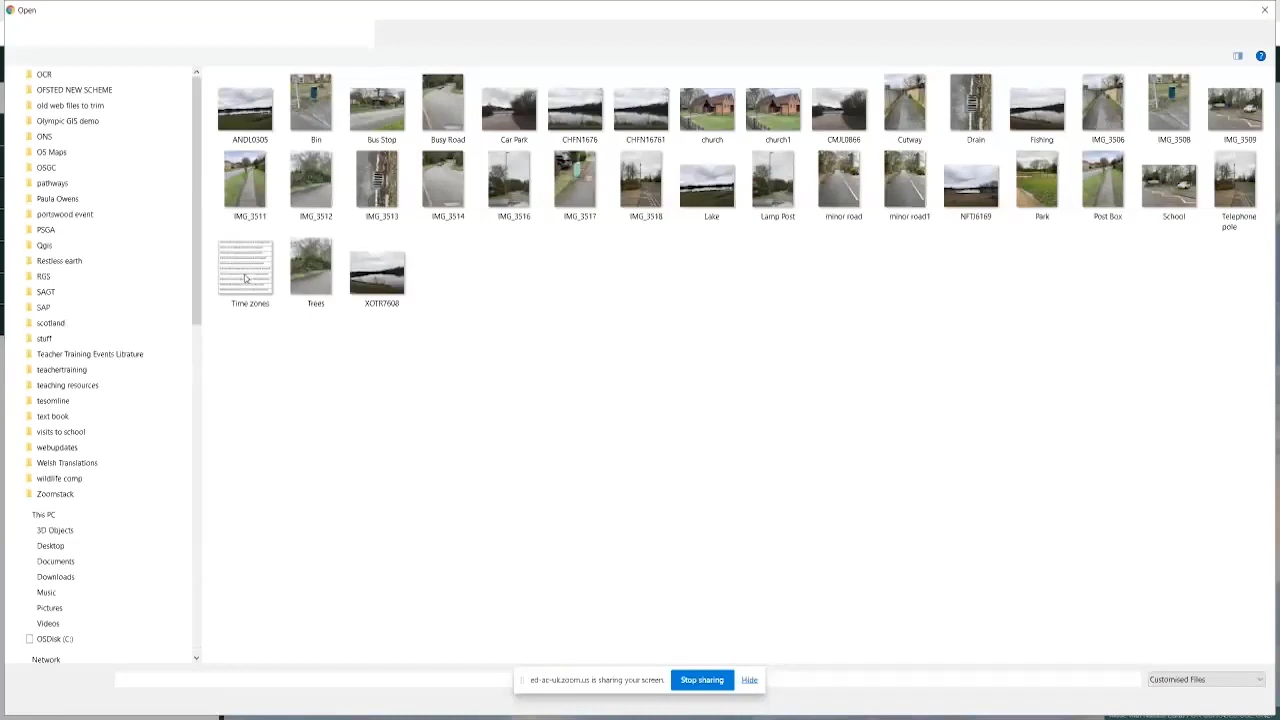 Open
OCR
OFSTED NEW SCHEME
old web files to trim
Olympic GIS demo
ONS
OS Maps
OSGC
pathways
Paula Owens
portswood event
PSGA
Qgis
Restless earth
RGS
SAGT
SAP
scotland
stuff
Teacher Training Events Litrature
teachertraining
teaching resources
tesomline
text book
visits to school
webupdates
Welsh Translations
wildlife comp
Zoomstack
This PC
3D Objects
Desktop
Documents
Downloads
Music
Pictures
Videos
OSDisk (C:)
Network
ANDL0305 Bin Bus Stop Busy Road Car Park CHFN1676 CHFN16761 church church1 CMJL0866 Cutway Drain Fishing IMG_3506 IMG_3508 IMG_3509
IMG_3511 IMG_3512 IMG_3513 IMG_3514 IMG_3516 IMG_3517 IMG_3518 Lake Lamp Post minor road minor road1 NFTJ6169 Park Post Box School Telephone
pole
Time zones Trees XOTR7608
ed-ac-uk.zoom.us is sharing your screen. Stop sharing Hide
Customised Files